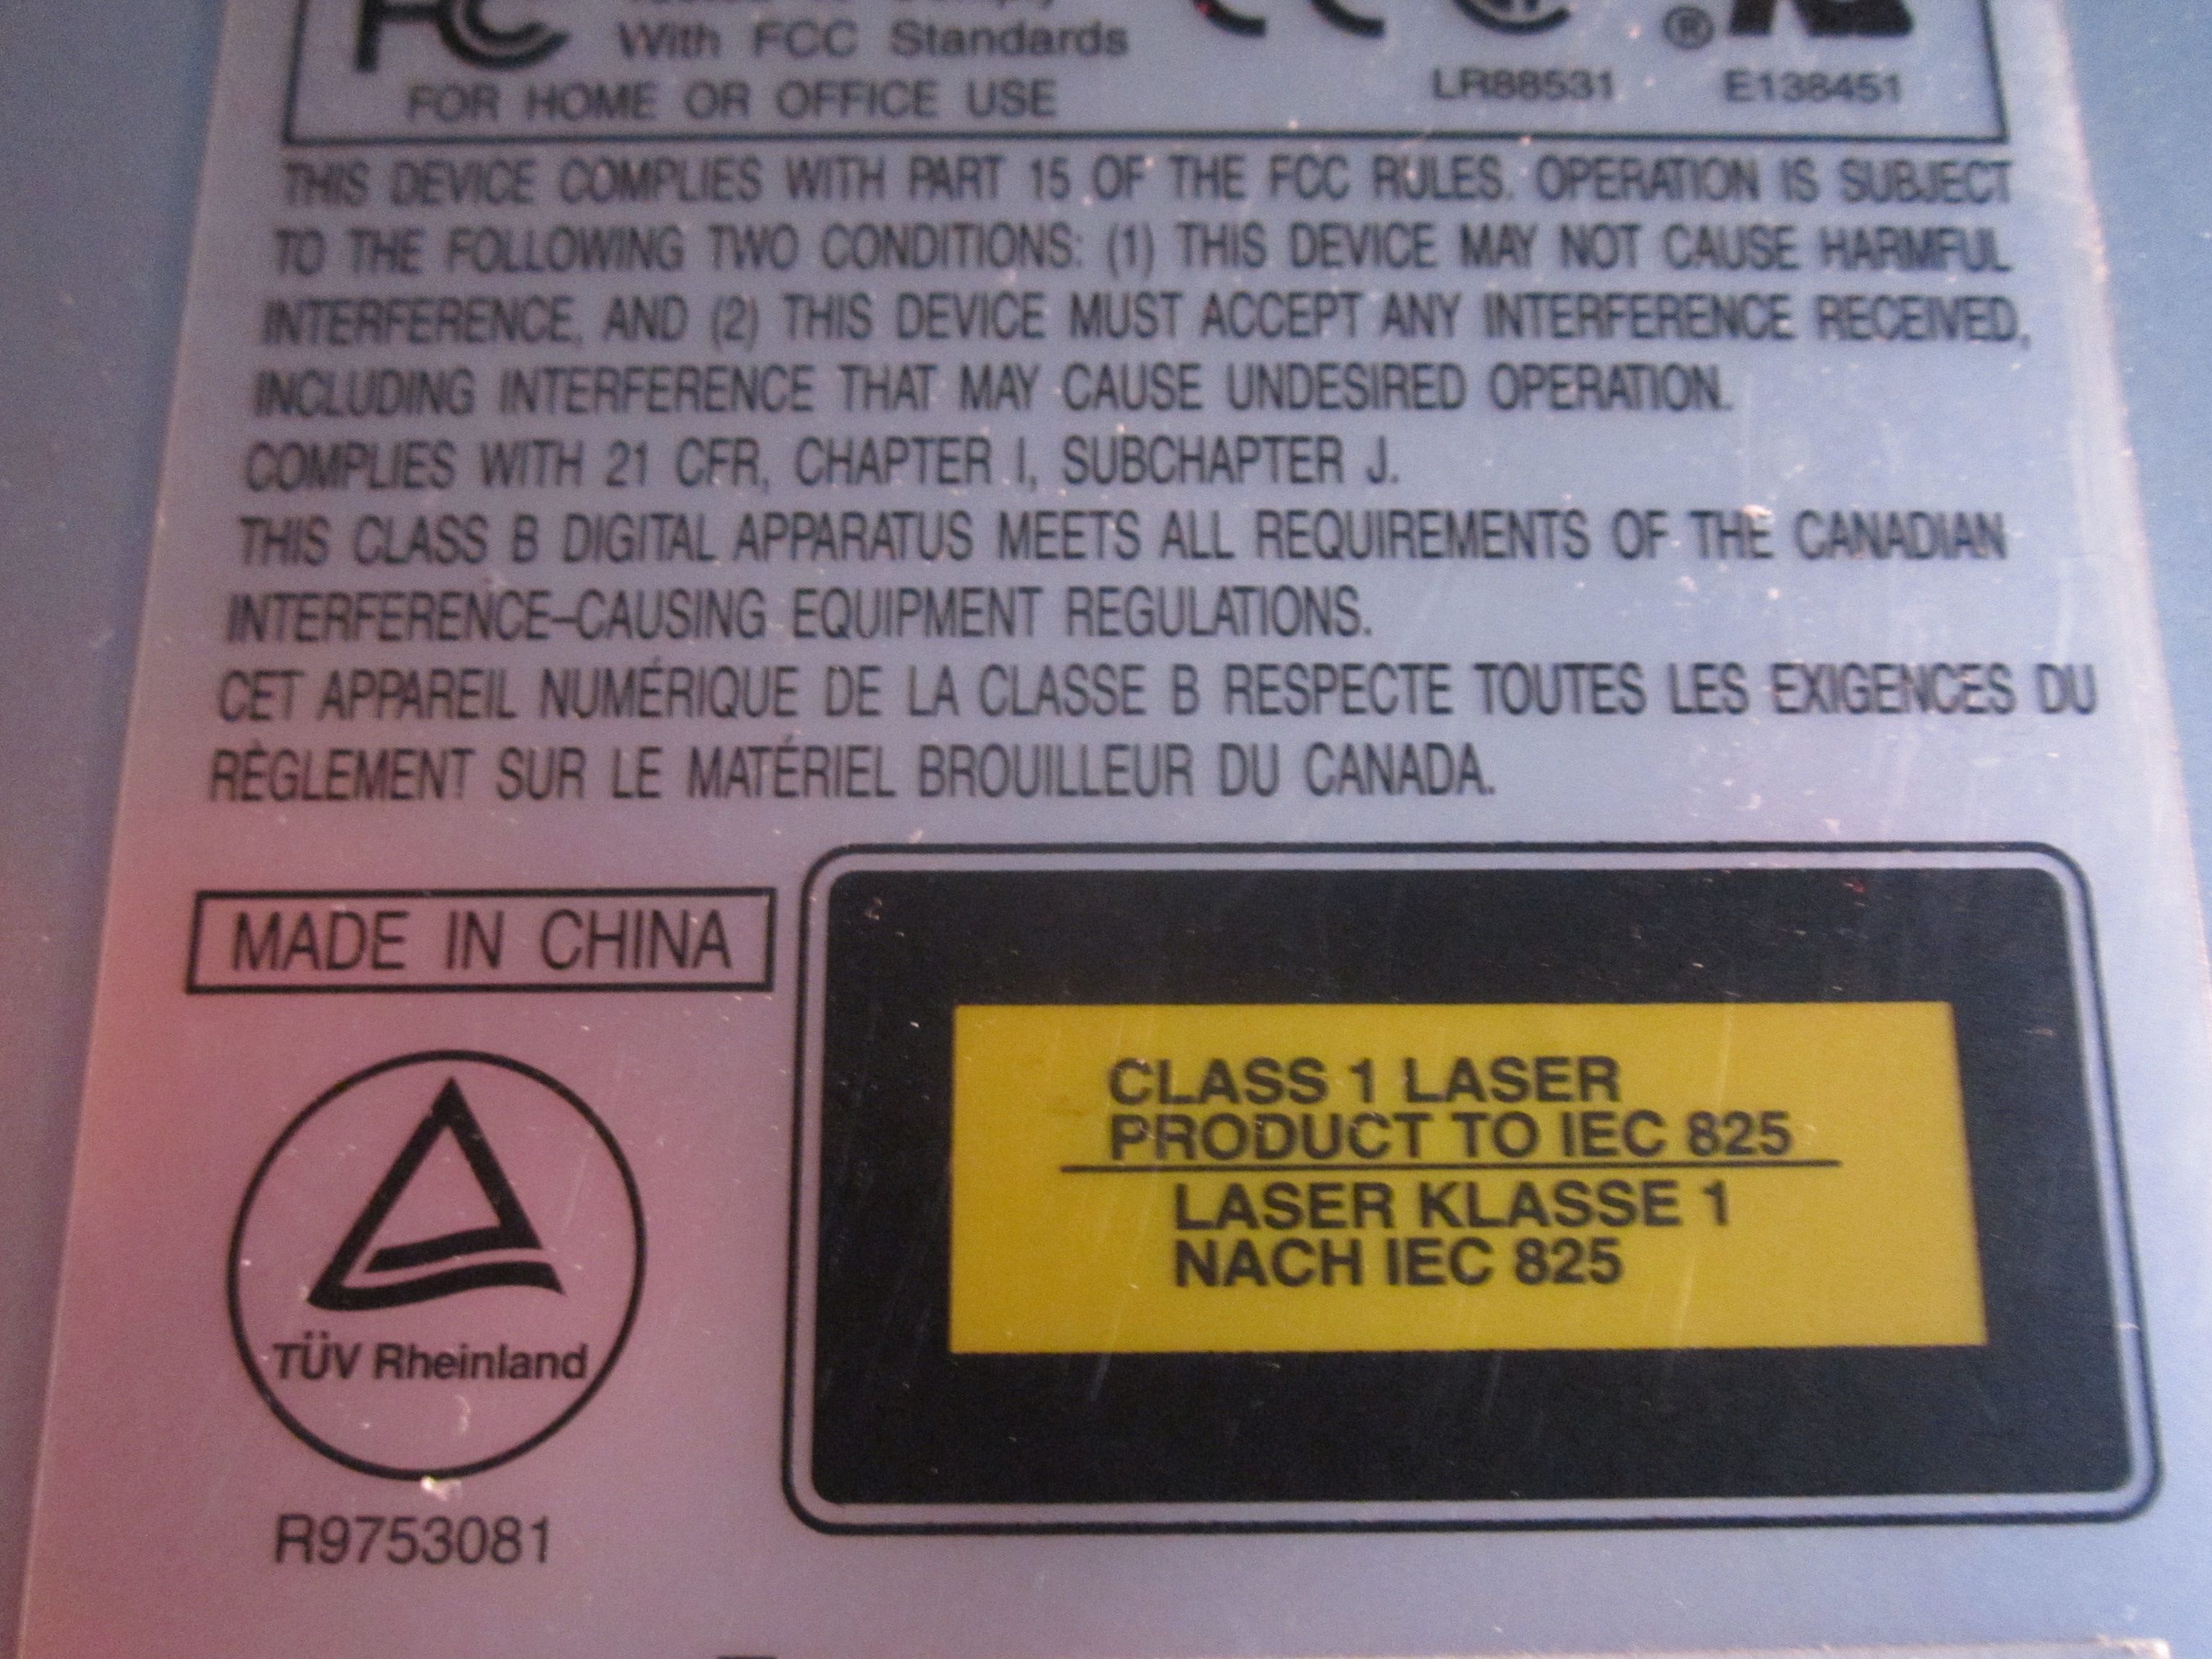 FC
With FCC Standards
FOR HOME OR OFFICE USE
LR88531
® E138451
THIS DEVICE COMPLIES WITH PART 15 OF THE FCC RULES. OPERATION IS SUBJECT
TO THE FOLLOWING TWO CONDITIONS: (1) THIS DEVICE MAY NOT CAUSE HARMFUL
INTERFERENCE, AND (2) THIS DEVICE MUST ACCEPT ANY INTERFERENCE RECEIVED,
INCLUDING INTERFERENCE THAT MAY CAUSE UNDESIRED OPERATION.
COMPLIES WITH 21 CFR, CHAPTER I, SUBCHAPTER J.
THIS CLASS B DIGITAL APPARATUS MEETS ALL REQUIREMENTS OF THE CANADIAN
INTERFERENCE–CAUSING EQUIPMENT REGULATIONS.
CET APPAREIL NUMÉRIQUE DE LA CLASSE B RESPECTE TOUTES LES EXIGENCES DU
RÈGLEMENT SUR LE MATÉRIEL BROUILLEUR DU CANADA.
MADE IN CHINA
TÜV Rheinland
R9753081
CLASS 1 LASER
PRODUCT TO IEC 825
LASER KLASSE 1
NACH IEC 825